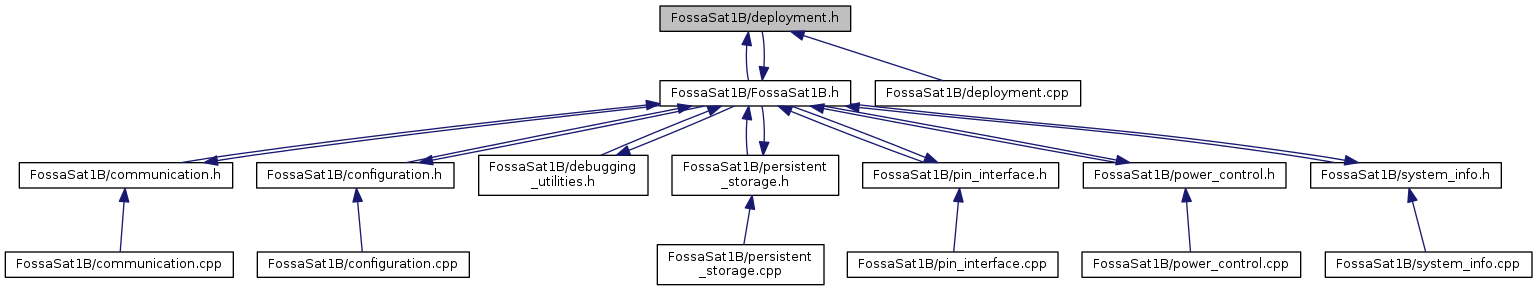 FossaSat1B/deployment.h
FossaSat1B/FossaSat1B.h
FossaSat1B/deployment.cpp
FossaSat1B/communication.h
FossaSat1B/configuration.h
FossaSat1B/debugging
_utilities.h
FossaSat1B/persistent
_storage.h
FossaSat1B/pin_interface.h
FossaSat1B/power_control.h
FossaSat1B/system_info.h
FossaSat1B/communication.cpp
FossaSat1B/configuration.cpp
FossaSat1B/persistent
_storage.cpp
FossaSat1B/pin_interface.cpp
FossaSat1B/power_control.cpp
FossaSat1B/system_info.cpp